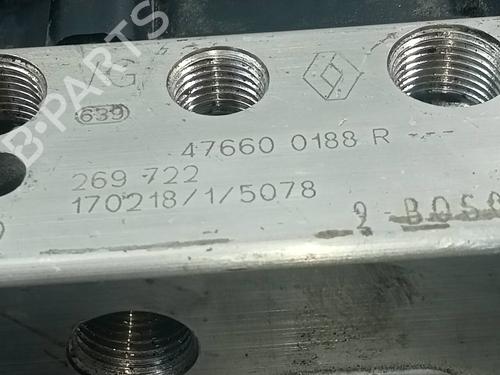 /G
639
47660 0188 R ---
269 722
170218/1/5078
B-PARTS